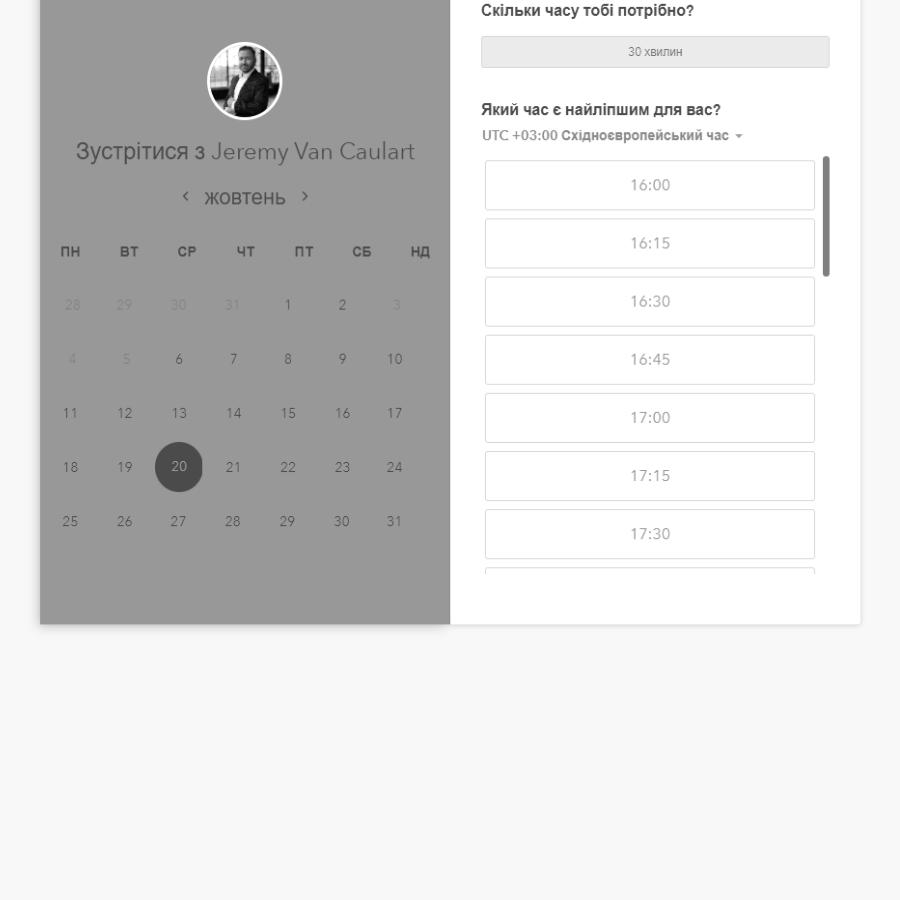 Зустрітися з Jeremy Van Caulart
жовтень
ПН ВТ СР ЧТ ПТ СБ НД
28 29 30 31 1 2 3
4 5 6 7 8 9 10
11 12 13 14 15 16 17
18 19 20 21 22 23 24
25 26 27 28 29 30 31
Скільки часу тобі потрібно?
30 хвилин
Який час є найліпшим для вас?
UTC +03:00 Східноєвропейський час
16:00
16:15
16:30
16:45
17:00
17:15
17:30